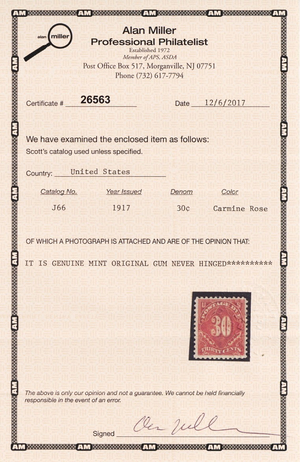 alan miller
Alan Miller
Professional Philatelist
Established 1972
Member of APS, ASDA
Post Office Box 517, Morganville, NJ 07751
Phone (732) 617-7794
Certificate # 26563 Date 12/6/2017
We have examined the enclosed item as follows:
Scott's catalog used unless specified.
Country: United States
Catalog No. Year Issued Denom Color
J66 1917 30c Carmine Rose
OF WHICH A PHOTOGRAPH IS ATTACHED AND ARE OF THE OPINION THAT:
IT IS GENUINE MINT ORIGINAL GUM NEVER HINGED**********
POSTAGE DUE
30
THIRTY CENTS
The above is only our opinion and not a guarantee. We cannot be held financially
responsible in the event of an error.
Signed
AM